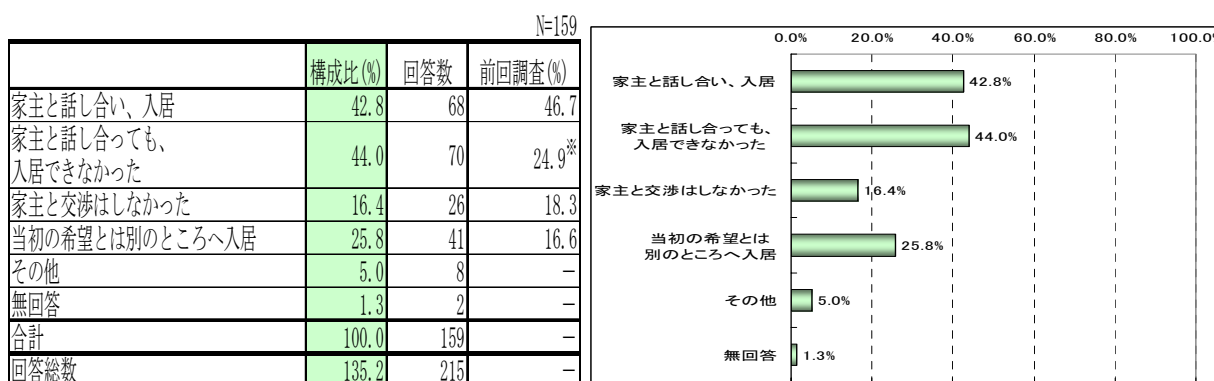 N=159
構成比(%) 回答数 前回調査(%)
家主と話し合い、入居 42.8 68 46.7
家主と話し合っても、
入居できなかった 44.0 70 24.9※
家主と交渉はしなかった 16.4 26 18.3
当初の希望とは別のところへ入居 25.8 41 16.6
その他 5.0 8 －
無回答 1.3 2 －
合計 100.0 159 －
回答総数 135.2 215 －
0.0% 20.0% 40.0% 60.0% 80.0% 100.0
家主と話し合い、入居 42.8%
家主と話し合っても、
入居できなかった 44.0%
家主と交渉はしなかった 16.4%
当初の希望とは
別のところへ入居 25.8%
その他 5.0%
無回答 1.3%